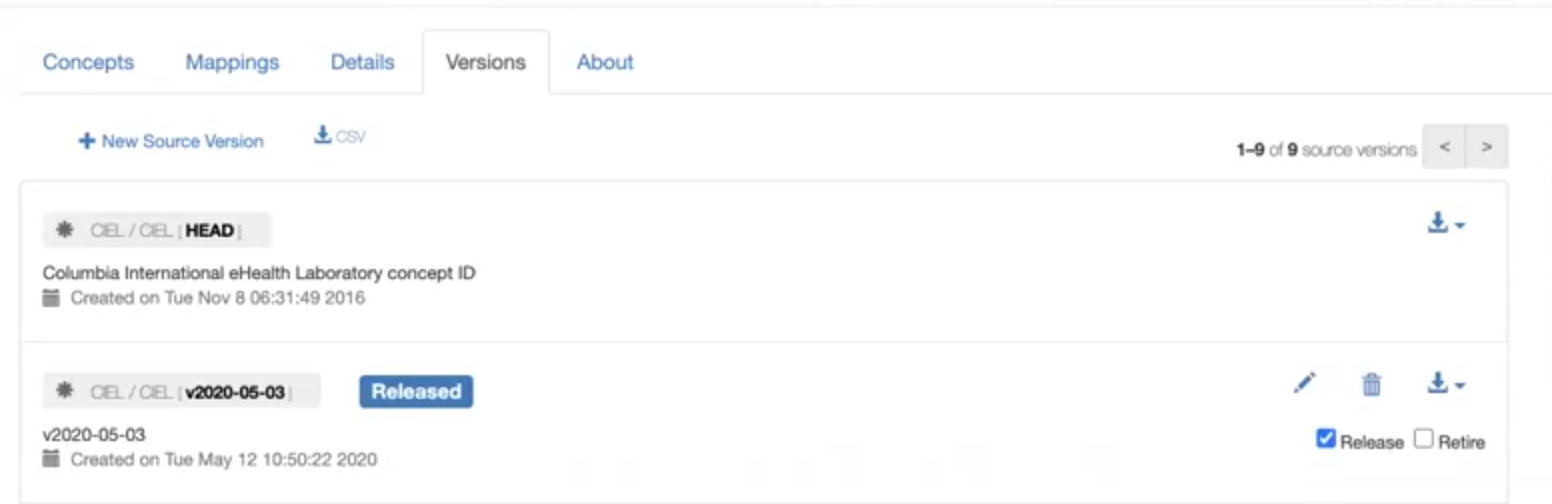 Concepts Mappings Details Versions About
New Source Version CSV
1–9 of 9 source versions < >
CIEL / CIEL [ HEAD ]
Columbia International eHealth Laboratory concept ID
Created on Tue Nov 8 06:31:49 2016
CIEL / CIEL [ v2020-05-03 ] Released
v2020-05-03
Release Retire
Created on Tue May 12 10:50:22 2020